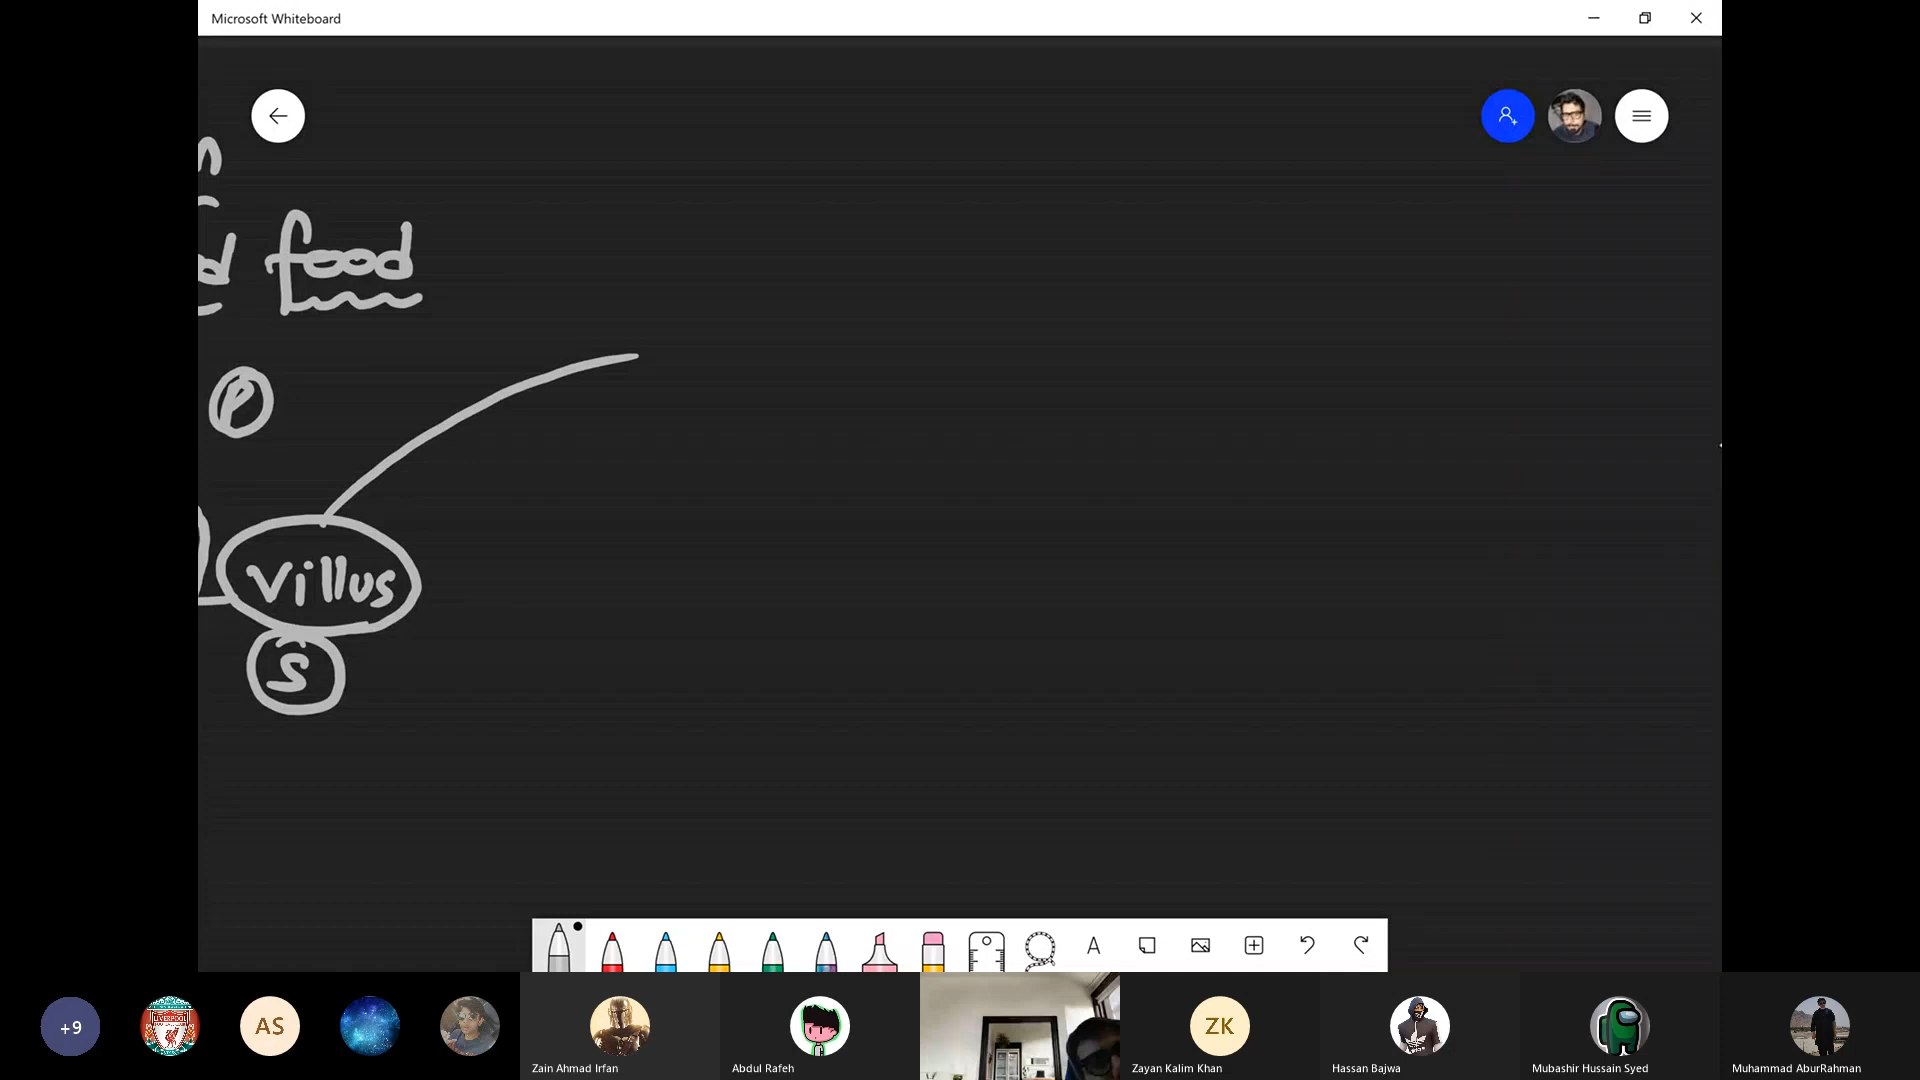 Microsoft Whiteboard
food
P
villus
S
+9
LIVERPOOL
AS
ZK
Zain Ahmad Irfan
Abdul Rafeh
Zayan Kalim Khan
Hassan Bajwa
Mubashir Hussain Syed
Muhammad AburRahman